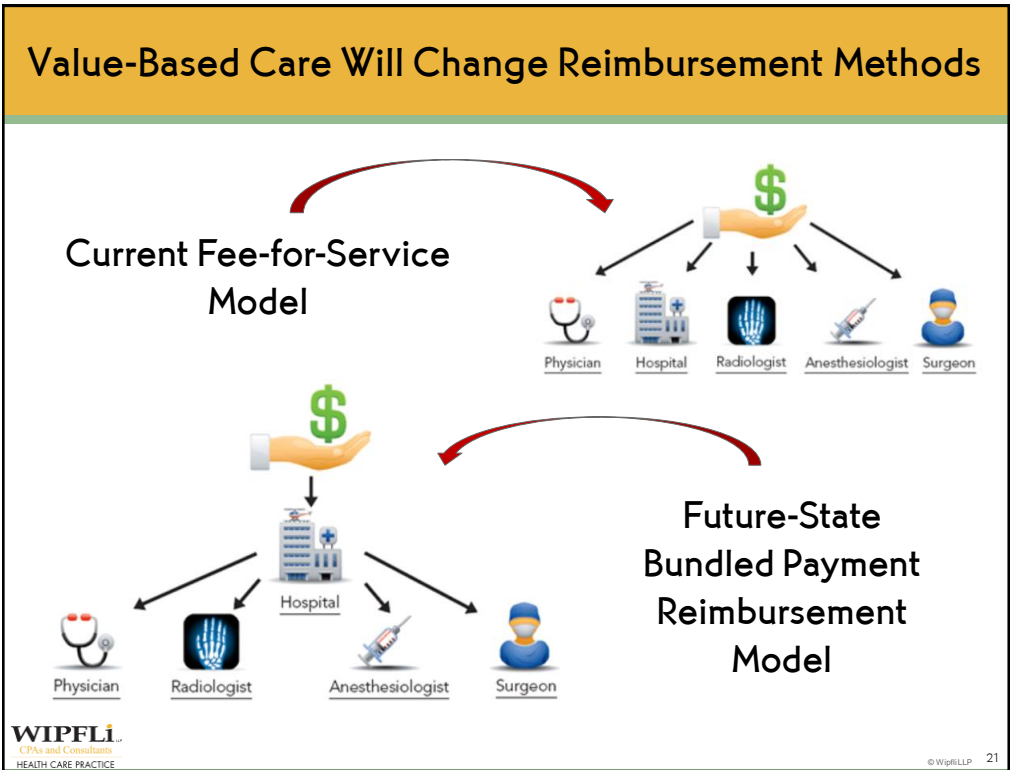 Value-Based Care Will Change Reimbursement Methods
Current Fee-for-Service
Model
$
Physician
Hospital
Radiologist
Anesthesiologist
Surgeon
$
Hospital
Physician
Radiologist
Anesthesiologist
Surgeon
Future-State
Bundled Payment
Reimbursement
Model
WIPFLi LLP
CPAs and Consultants
HEALTH CARE PRACTICE
© Wipfli LLP
21